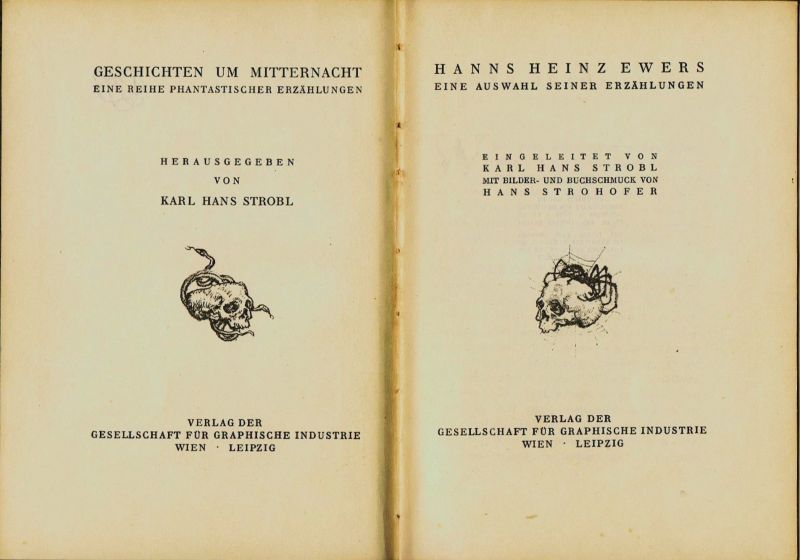 GESCHICHTEN UM MITTERNACHT
EINE REIHE PHANTASTISCHER ERZÄHLUNGEN
HERAUSGEGEBEN
VON
KARL HANS STROBL
VERLAG DER
GESELLSCHAFT FÜR GRAPHISCHE INDUSTRIE
WIEN · LEIPZIG
HANNS HEINZ EWERS
EINE AUSWAHL SEINER ERZÄHLUNGEN
EINGELEITET VON
KARL HANS STROBL
MIT BILDER- UND BUCHSCHMUCK VON
HANS STROHOFER
VERLAG DER
GESELLSCHAFT FÜR GRAPHISCHE INDUSTRIE
WIEN · LEIPZIG